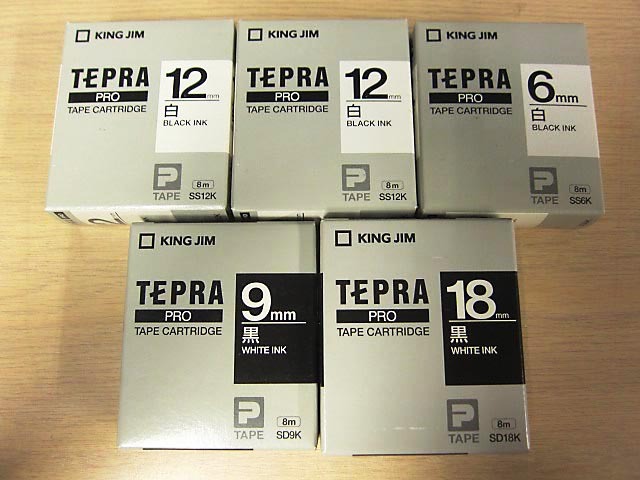 KING JIM
TEPRA
PRO
TAPE CARTRIDGE
12mm
白
BLACK INK
P
TAPE
8m
SS12K
KING JIM
TEPRA
PRO
TAPE CARTRIDGE
12mm
白
BLACK INK
P
TAPE
8m
SS12K
KING JIM
TEPRA
PRO
TAPE CARTRIDGE
6mm
白
BLACK INK
P
TAPE
8m
SS6K
KING JIM
TEPRA
PRO
TAPE CARTRIDGE
9mm
黒
WHITE INK
P
TAPE
8m
SD9K
KING JIM
TEPRA
PRO
TAPE CARTRIDGE
18mm
黒
WHITE INK
P
TAPE
8m
SD18K